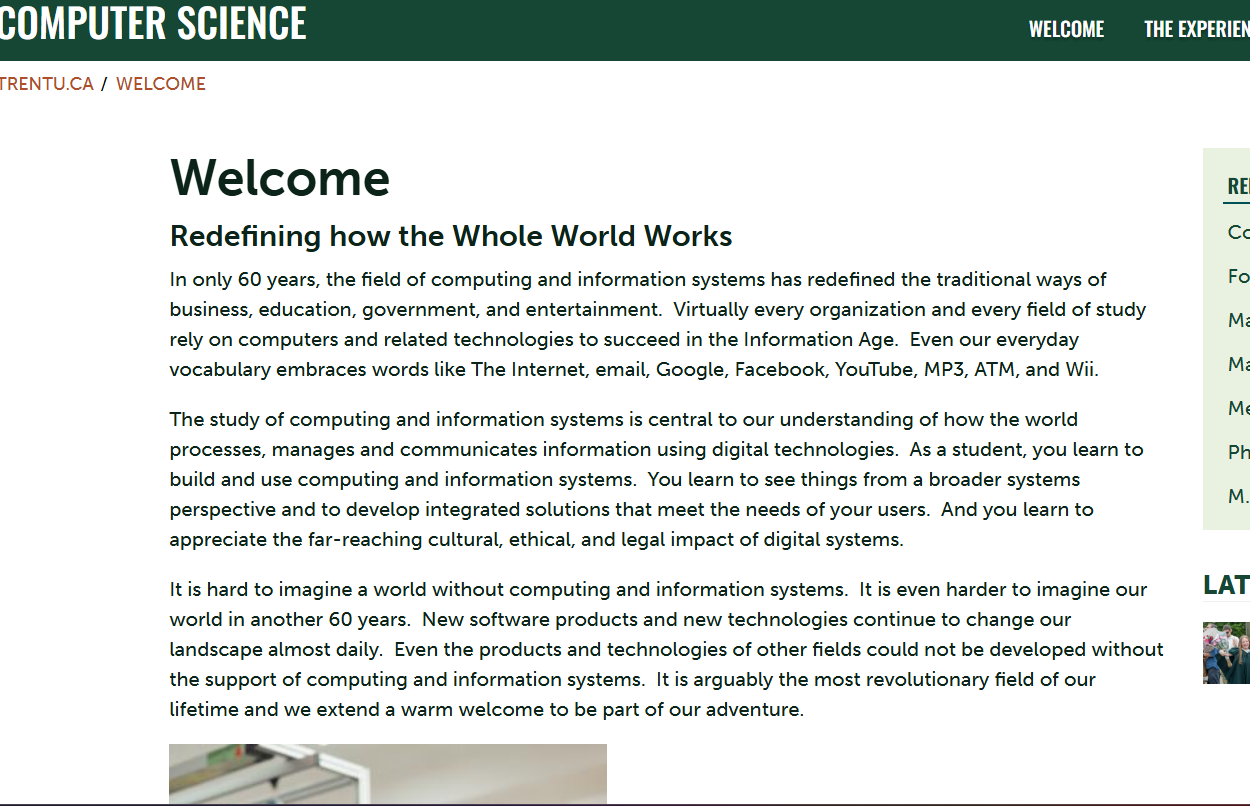 COMPUTER SCIENCE
WELCOME
TRENTU.CA / WELCOME
Welcome
Redefining how the Whole World Works
In only 60 years, the field of computing and information systems has redefined the traditional ways of
business, education, government, and entertainment.  Virtually every organization and every field of study
rely on computers and related technologies to succeed in the Information Age.  Even our everyday
vocabulary embraces words like The Internet, email, Google, Facebook, YouTube, MP3, ATM, and Wii.
The study of computing and information systems is central to our understanding of how the world
processes, manages and communicates information using digital technologies.  As a student, you learn to
build and use computing and information systems.  You learn to see things from a broader systems
perspective and to develop integrated solutions that meet the needs of your users.  And you learn to
appreciate the far-reaching cultural, ethical, and legal impact of digital systems.
It is hard to imagine a world without computing and information systems.  It is even harder to imagine our
world in another 60 years.  New software products and new technologies continue to change our
landscape almost daily.  Even the products and technologies of other fields could not be developed without
the support of computing and information systems.  It is arguably the most revolutionary field of our
lifetime and we extend a warm welcome to be part of our adventure.
THE EXPERIEN
RE
Co
Fo
Ma
Ma
Me
Ph
M.
LAT